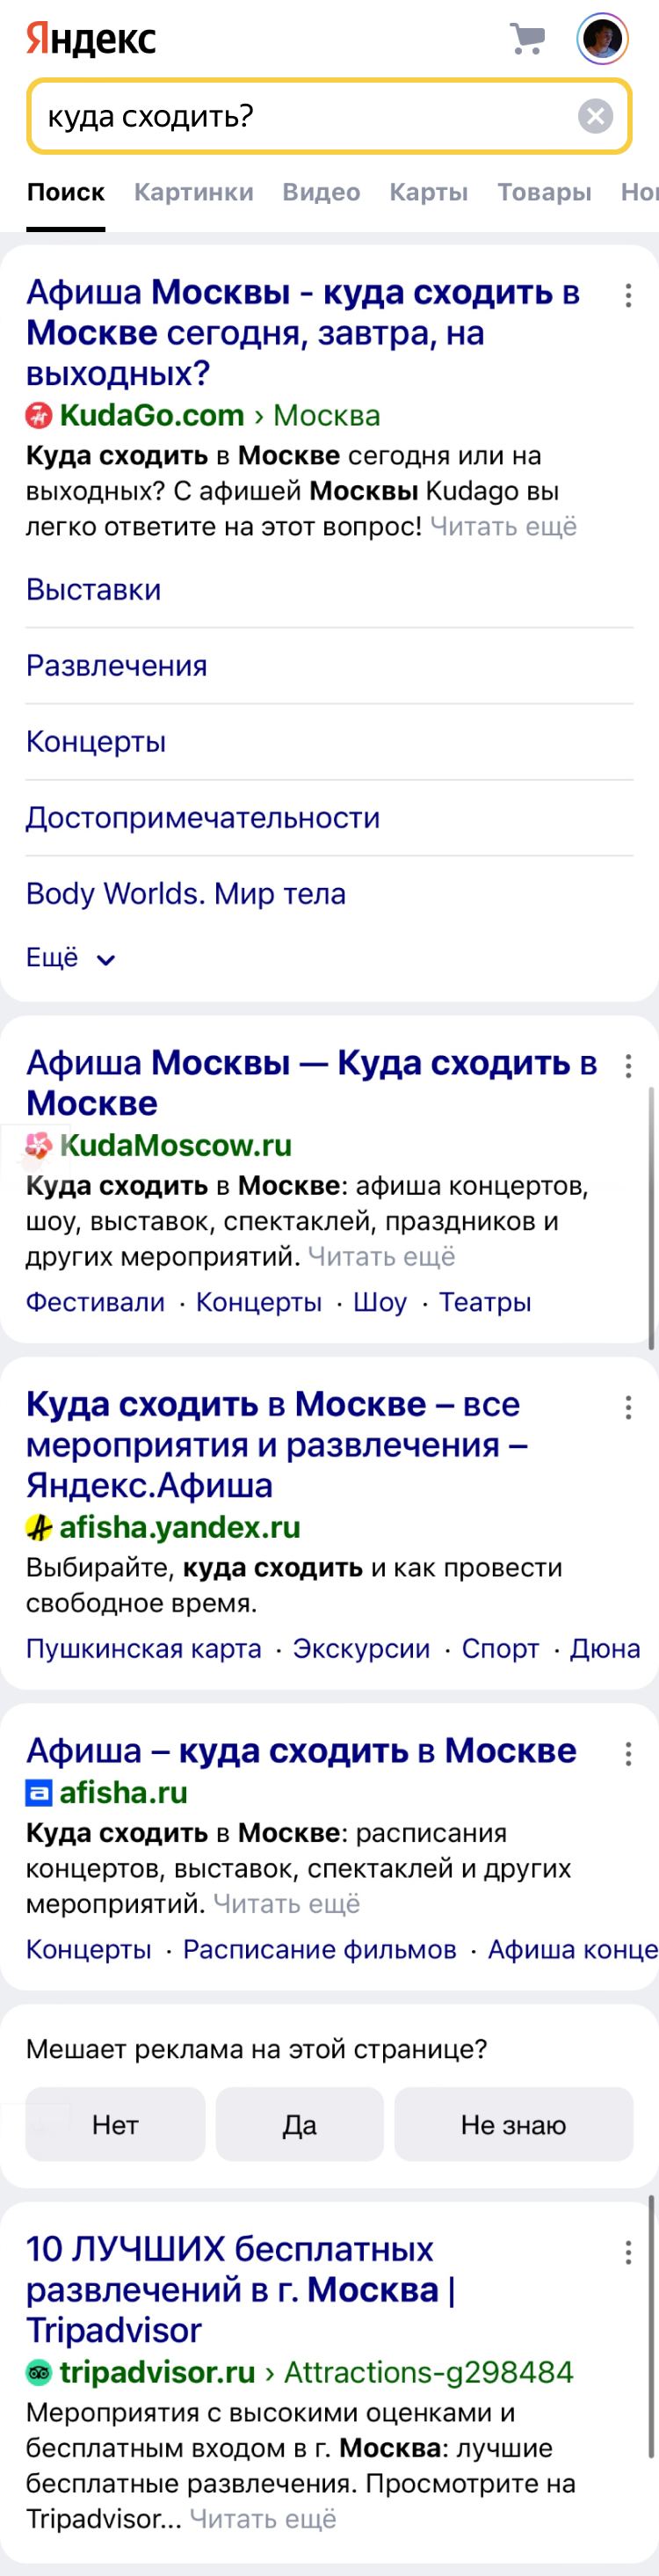 Яндекс
куда сходить?
Поиск Картинки Видео Карты Товары Но
Афиша Москвы - куда сходить в
Москве сегодня, завтра, на
выходных?
KudaGo.com › Москва
Куда сходить в Москве сегодня или на
выходных? С афишей Москвы Kudago вы
легко ответите на этот вопрос! Читать ещё
Выставки
Развлечения
Концерты
Достопримечательности
Body Worlds. Мир тела
Ещё
Афиша Москвы — Куда сходить в
Москве
KudaMoscow.ru
Куда сходить в Москве: афиша концертов,
шоу, выставок, спектаклей, праздников и
других мероприятий. Читать ещё
Фестивали · Концерты · Шоу · Театры
Куда сходить в Москве – все
мероприятия и развлечения –
Яндекс.Афиша
afisha.yandex.ru
Выбирайте, куда сходить и как провести
свободное время.
Пушкинская карта · Экскурсии · Спорт · Дюна
Афиша – куда сходить в Москве
a afisha.ru
Куда сходить в Москве: расписания
концертов, выставок, спектаклей и других
мероприятий. Читать ещё
Концерты · Расписание фильмов · Афиша конце
Мешает реклама на этой странице?
Нет Да Не знаю
10 ЛУЧШИХ бесплатных
развлечений в г. Москва |
Tripadvisor
tripadvisor.ru › Attractions-g298484
Мероприятия с высокими оценками и
бесплатным входом в г. Москва: лучшие
бесплатные развлечения. Просмотрите на
Tripadvisor... Читать ещё